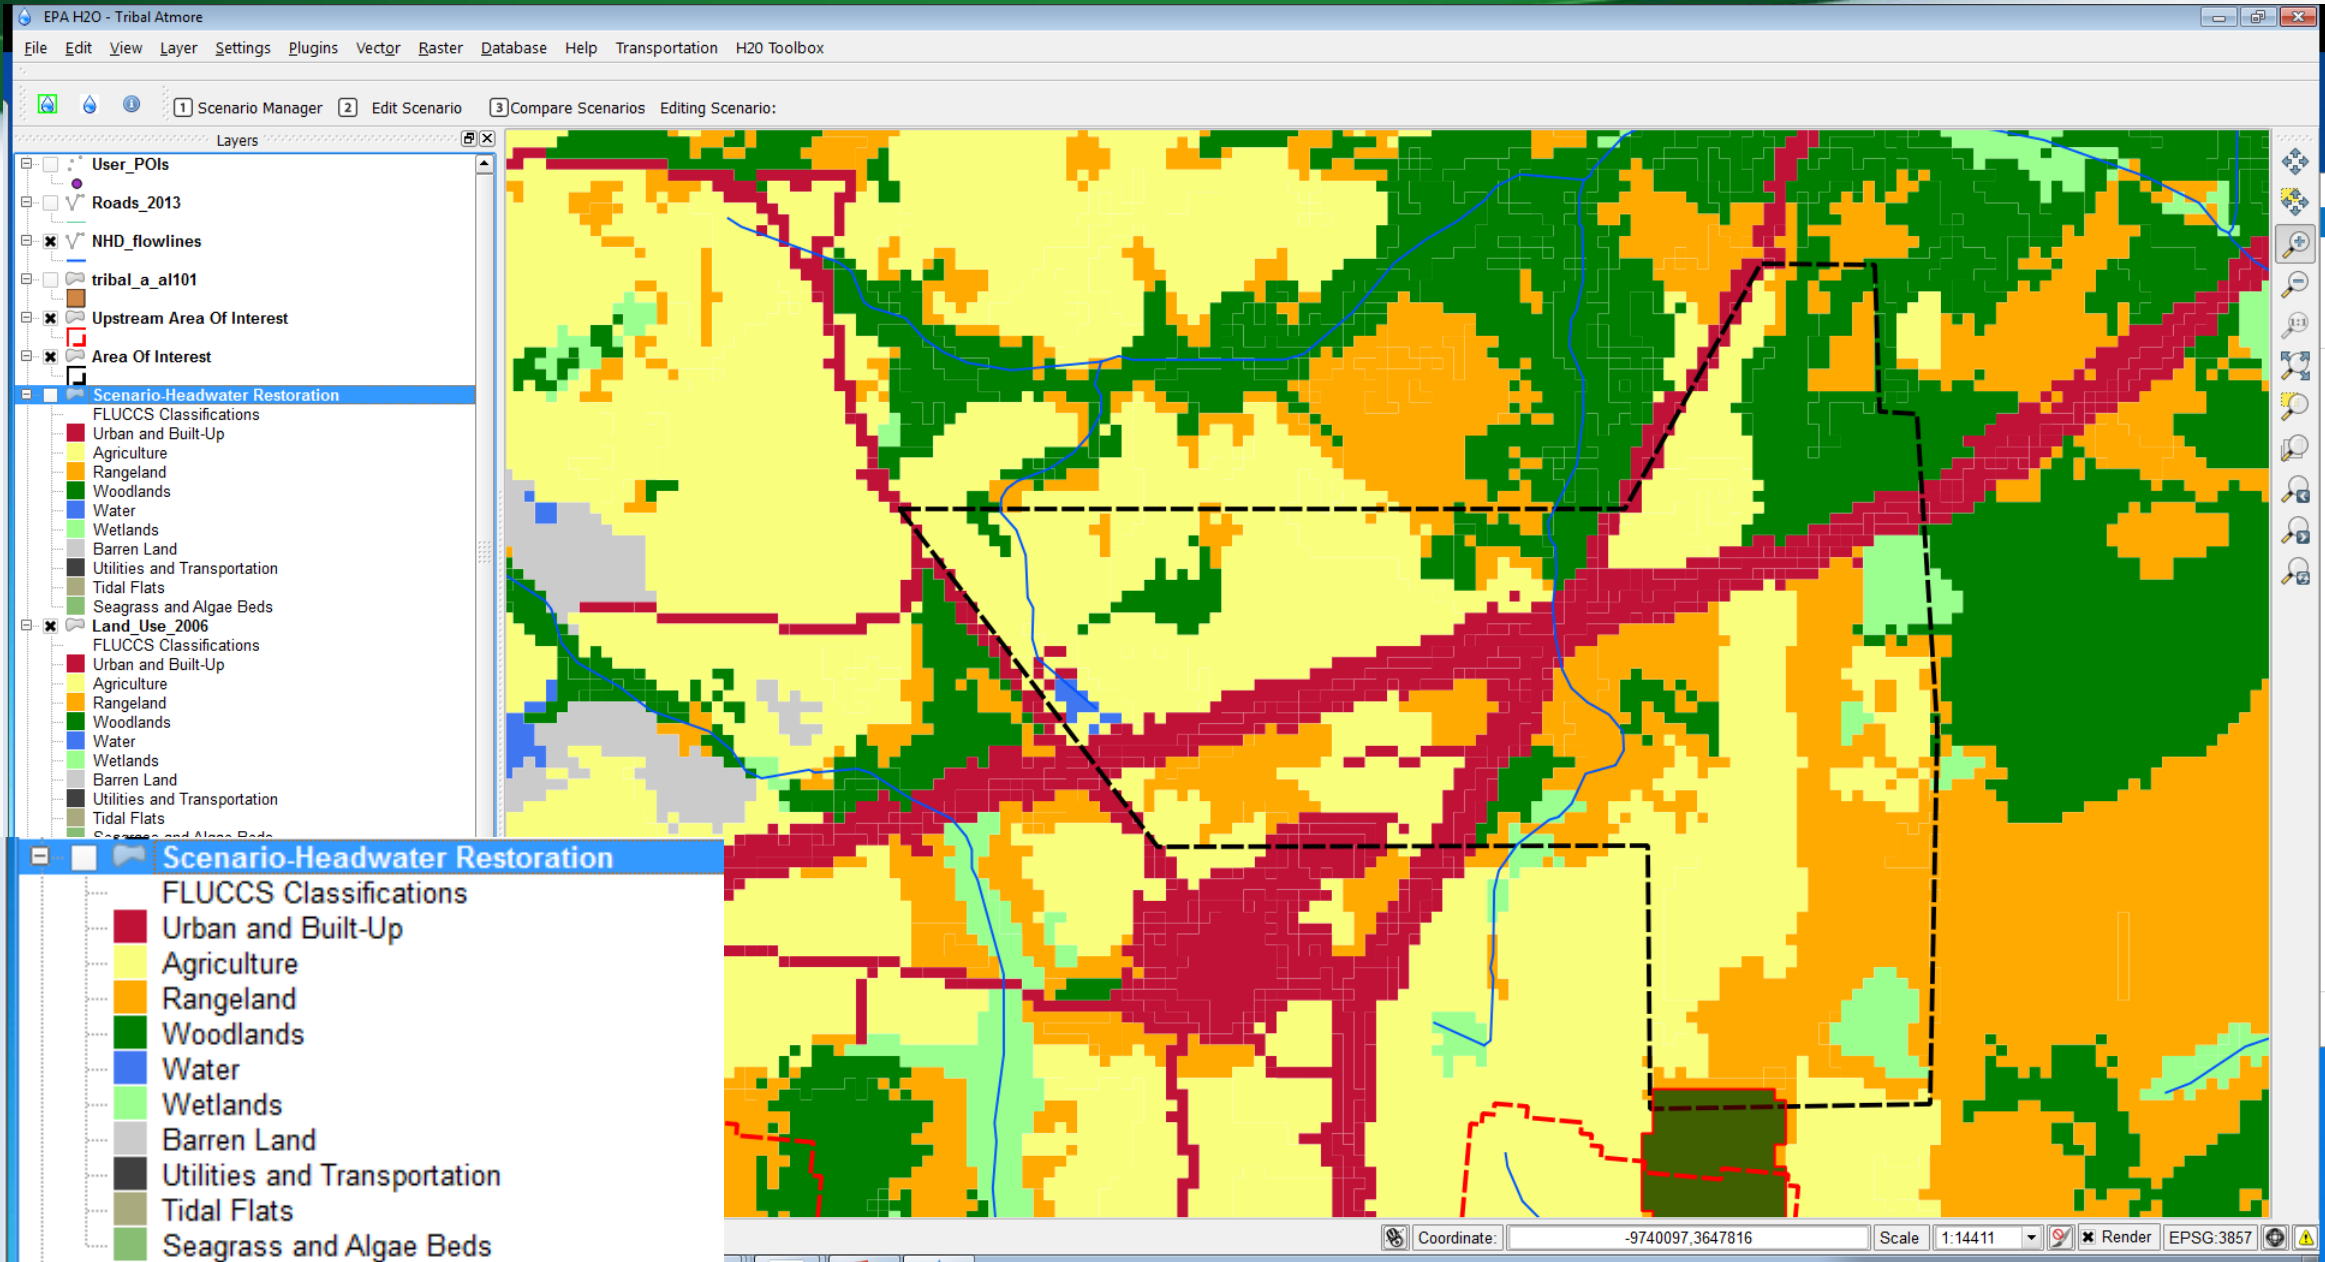 EPA H2O - Tribal Atmore
File Edit View Layer Settings Plugins Vector Raster Database Help Transportation H20 Toolbox
1 Scenario Manager 2 Edit Scenario 3 Compare Scenarios Editing Scenario:
Layers
User_POIs
Roads_2013
NHD_flowlines
tribal_a_al101
Upstream Area Of Interest
Area Of Interest
Scenario-Headwater Restoration
FLUCCS Classifications
Urban and Built-Up
Agriculture
Rangeland
Woodlands
Water
Wetlands
Barren Land
Utilities and Transportation
Tidal Flats
Seagrass and Algae Beds
Land_Use_2006
FLUCCS Classifications
Urban and Built-Up
Agriculture
Rangeland
Woodlands
Water
Wetlands
Barren Land
Utilities and Transportation
Tidal Flats
Seagrass and Algae Beds
Scenario-Headwater Restoration
FLUCCS Classifications
Urban and Built-Up
Agriculture
Rangeland
Woodlands
Water
Wetlands
Barren Land
Utilities and Transportation
Tidal Flats
Seagrass and Algae Beds
1:1
Coordinate: -9740097,3647816 Scale 1:14411 Render EPSG:3857